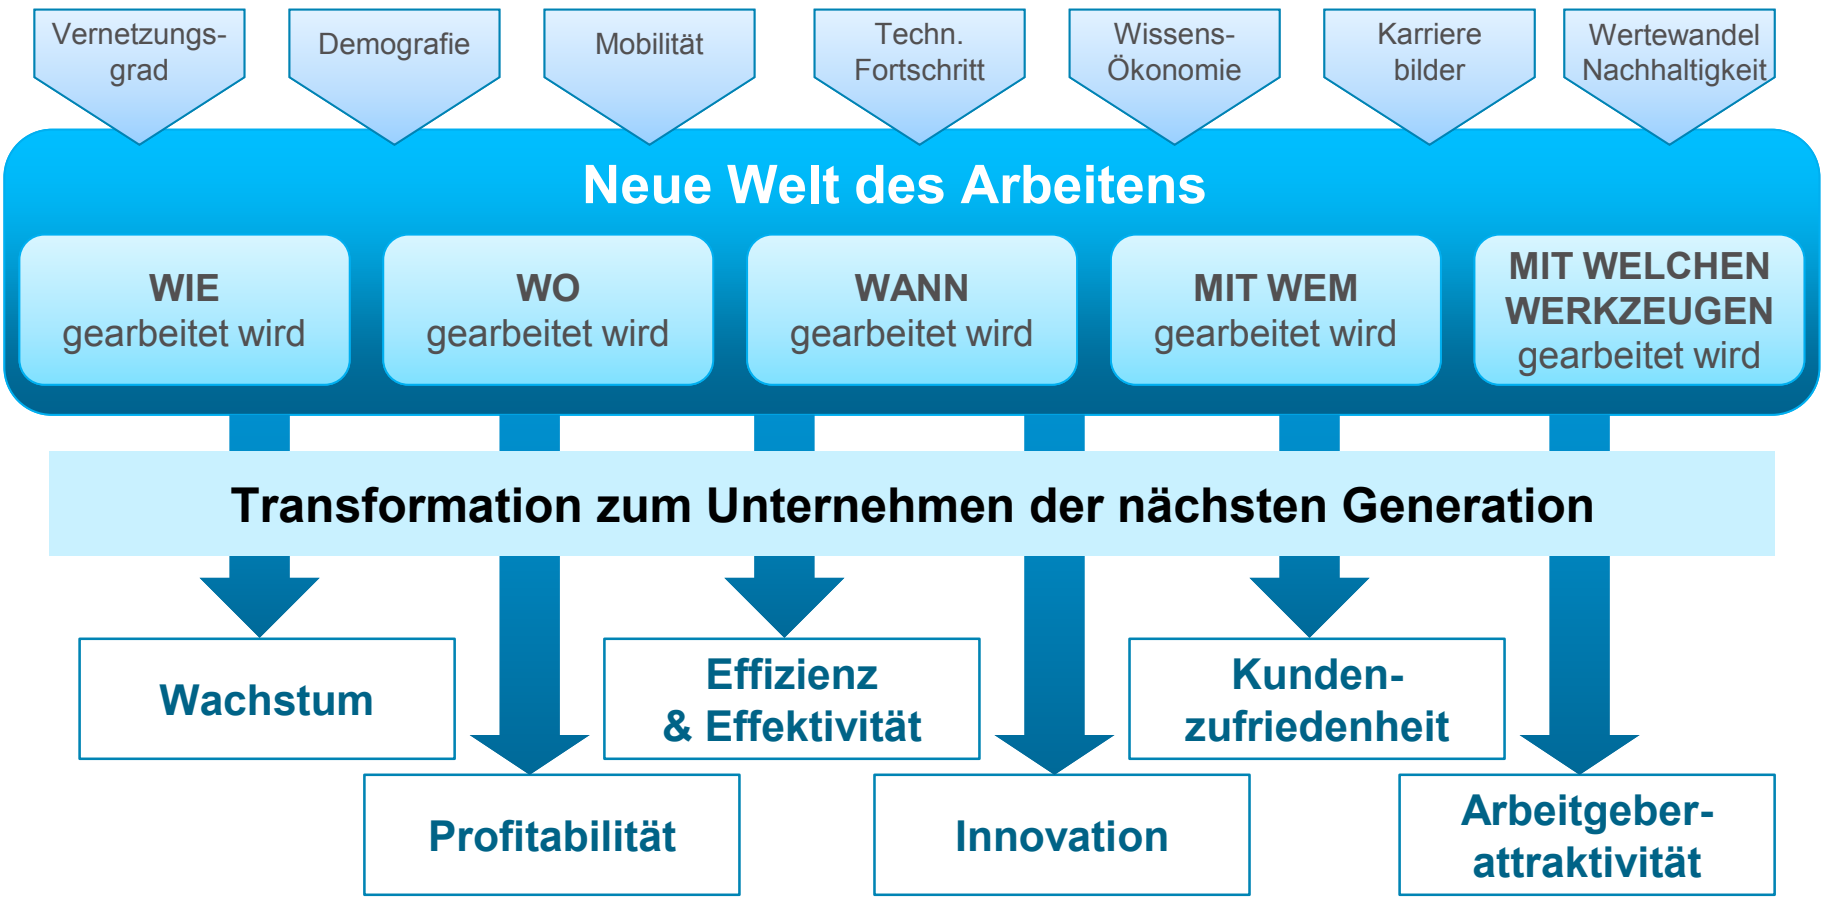 Vernetzungs-
grad
Demografie
Mobilität
Techn.
Fortschritt
Wissens-
Ökonomie
Karriere
bilder
Wertewandel
Nachhaltigkeit
Neue Welt des Arbeitens
WIE
gearbeitet wird
WO
gearbeitet wird
WANN
gearbeitet wird
MIT WEM
gearbeitet wird
MIT WELCHEN
WERKZEUGEN
gearbeitet wird
Transformation zum Unternehmen der nächsten Generation
Wachstum
Effizienz
& Effektivität
Kunden-
zufriedenheit
Profitabilität
Innovation
Arbeitgeber-
attraktivität